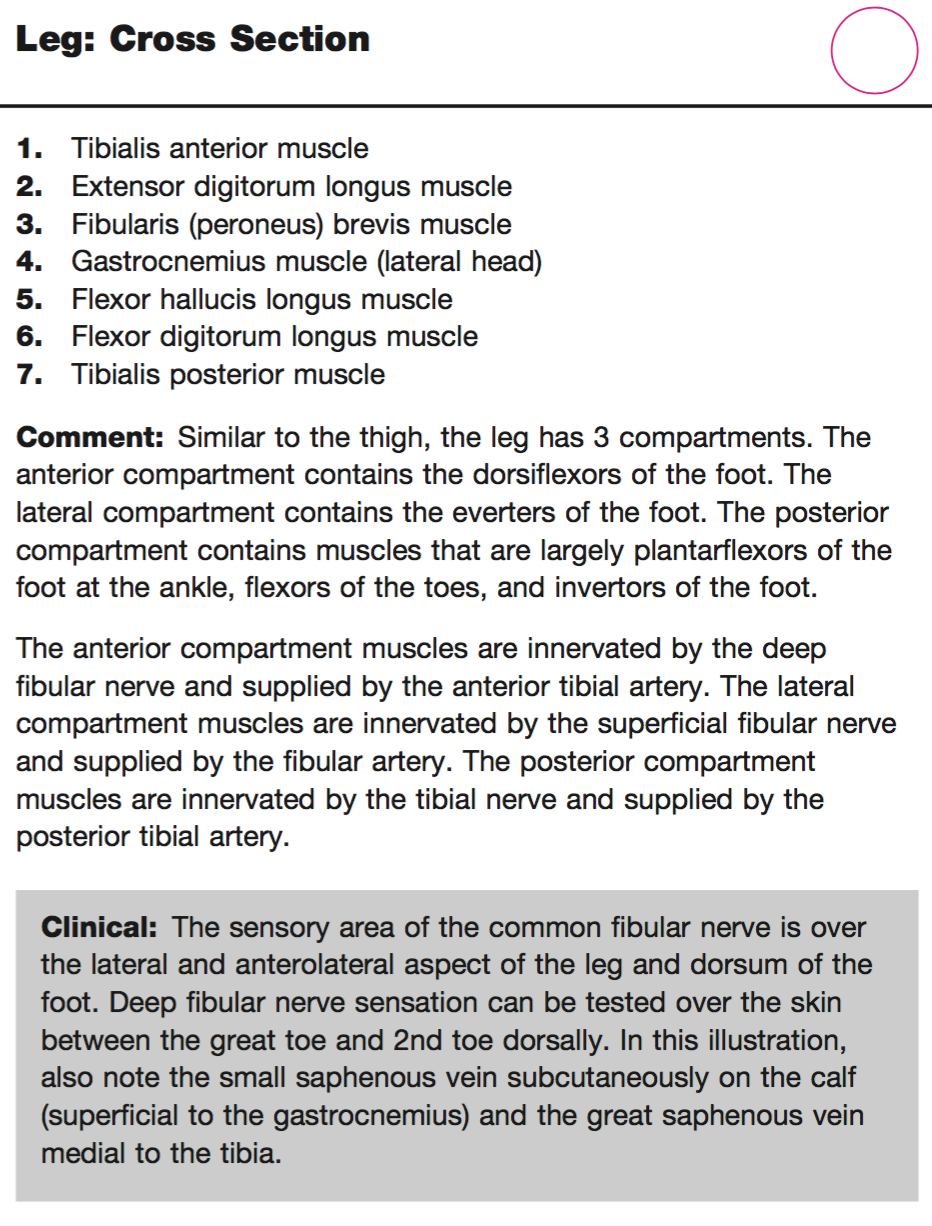 Leg: Cross Section
1. Tibialis anterior muscle
2. Extensor digitorum longus muscle
3. Fibularis (peroneus) brevis muscle
4. Gastrocnemius muscle (lateral head)
5. Flexor hallucis longus muscle
6. Flexor digitorum longus muscle
7. Tibialis posterior muscle
Comment: Similar to the thigh, the leg has 3 compartments. The
anterior compartment contains the dorsiflexors of the foot. The
lateral compartment contains the everters of the foot. The posterior
compartment contains muscles that are largely plantarflexors of the
foot at the ankle, flexors of the toes, and invertors of the foot.
The anterior compartment muscles are innervated by the deep
fibular nerve and supplied by the anterior tibial artery. The lateral
compartment muscles are innervated by the superficial fibular nerve
and supplied by the fibular artery. The posterior compartment
muscles are innervated by the tibial nerve and supplied by the
posterior tibial artery.
Clinical: The sensory area of the common fibular nerve is over
the lateral and anterolateral aspect of the leg and dorsum of the
foot. Deep fibular nerve sensation can be tested over the skin
between the great toe and 2nd toe dorsally. In this illustration,
also note the small saphenous vein subcutaneously on the calf
(superficial to the gastrocnemius) and the great saphenous vein
medial to the tibia.